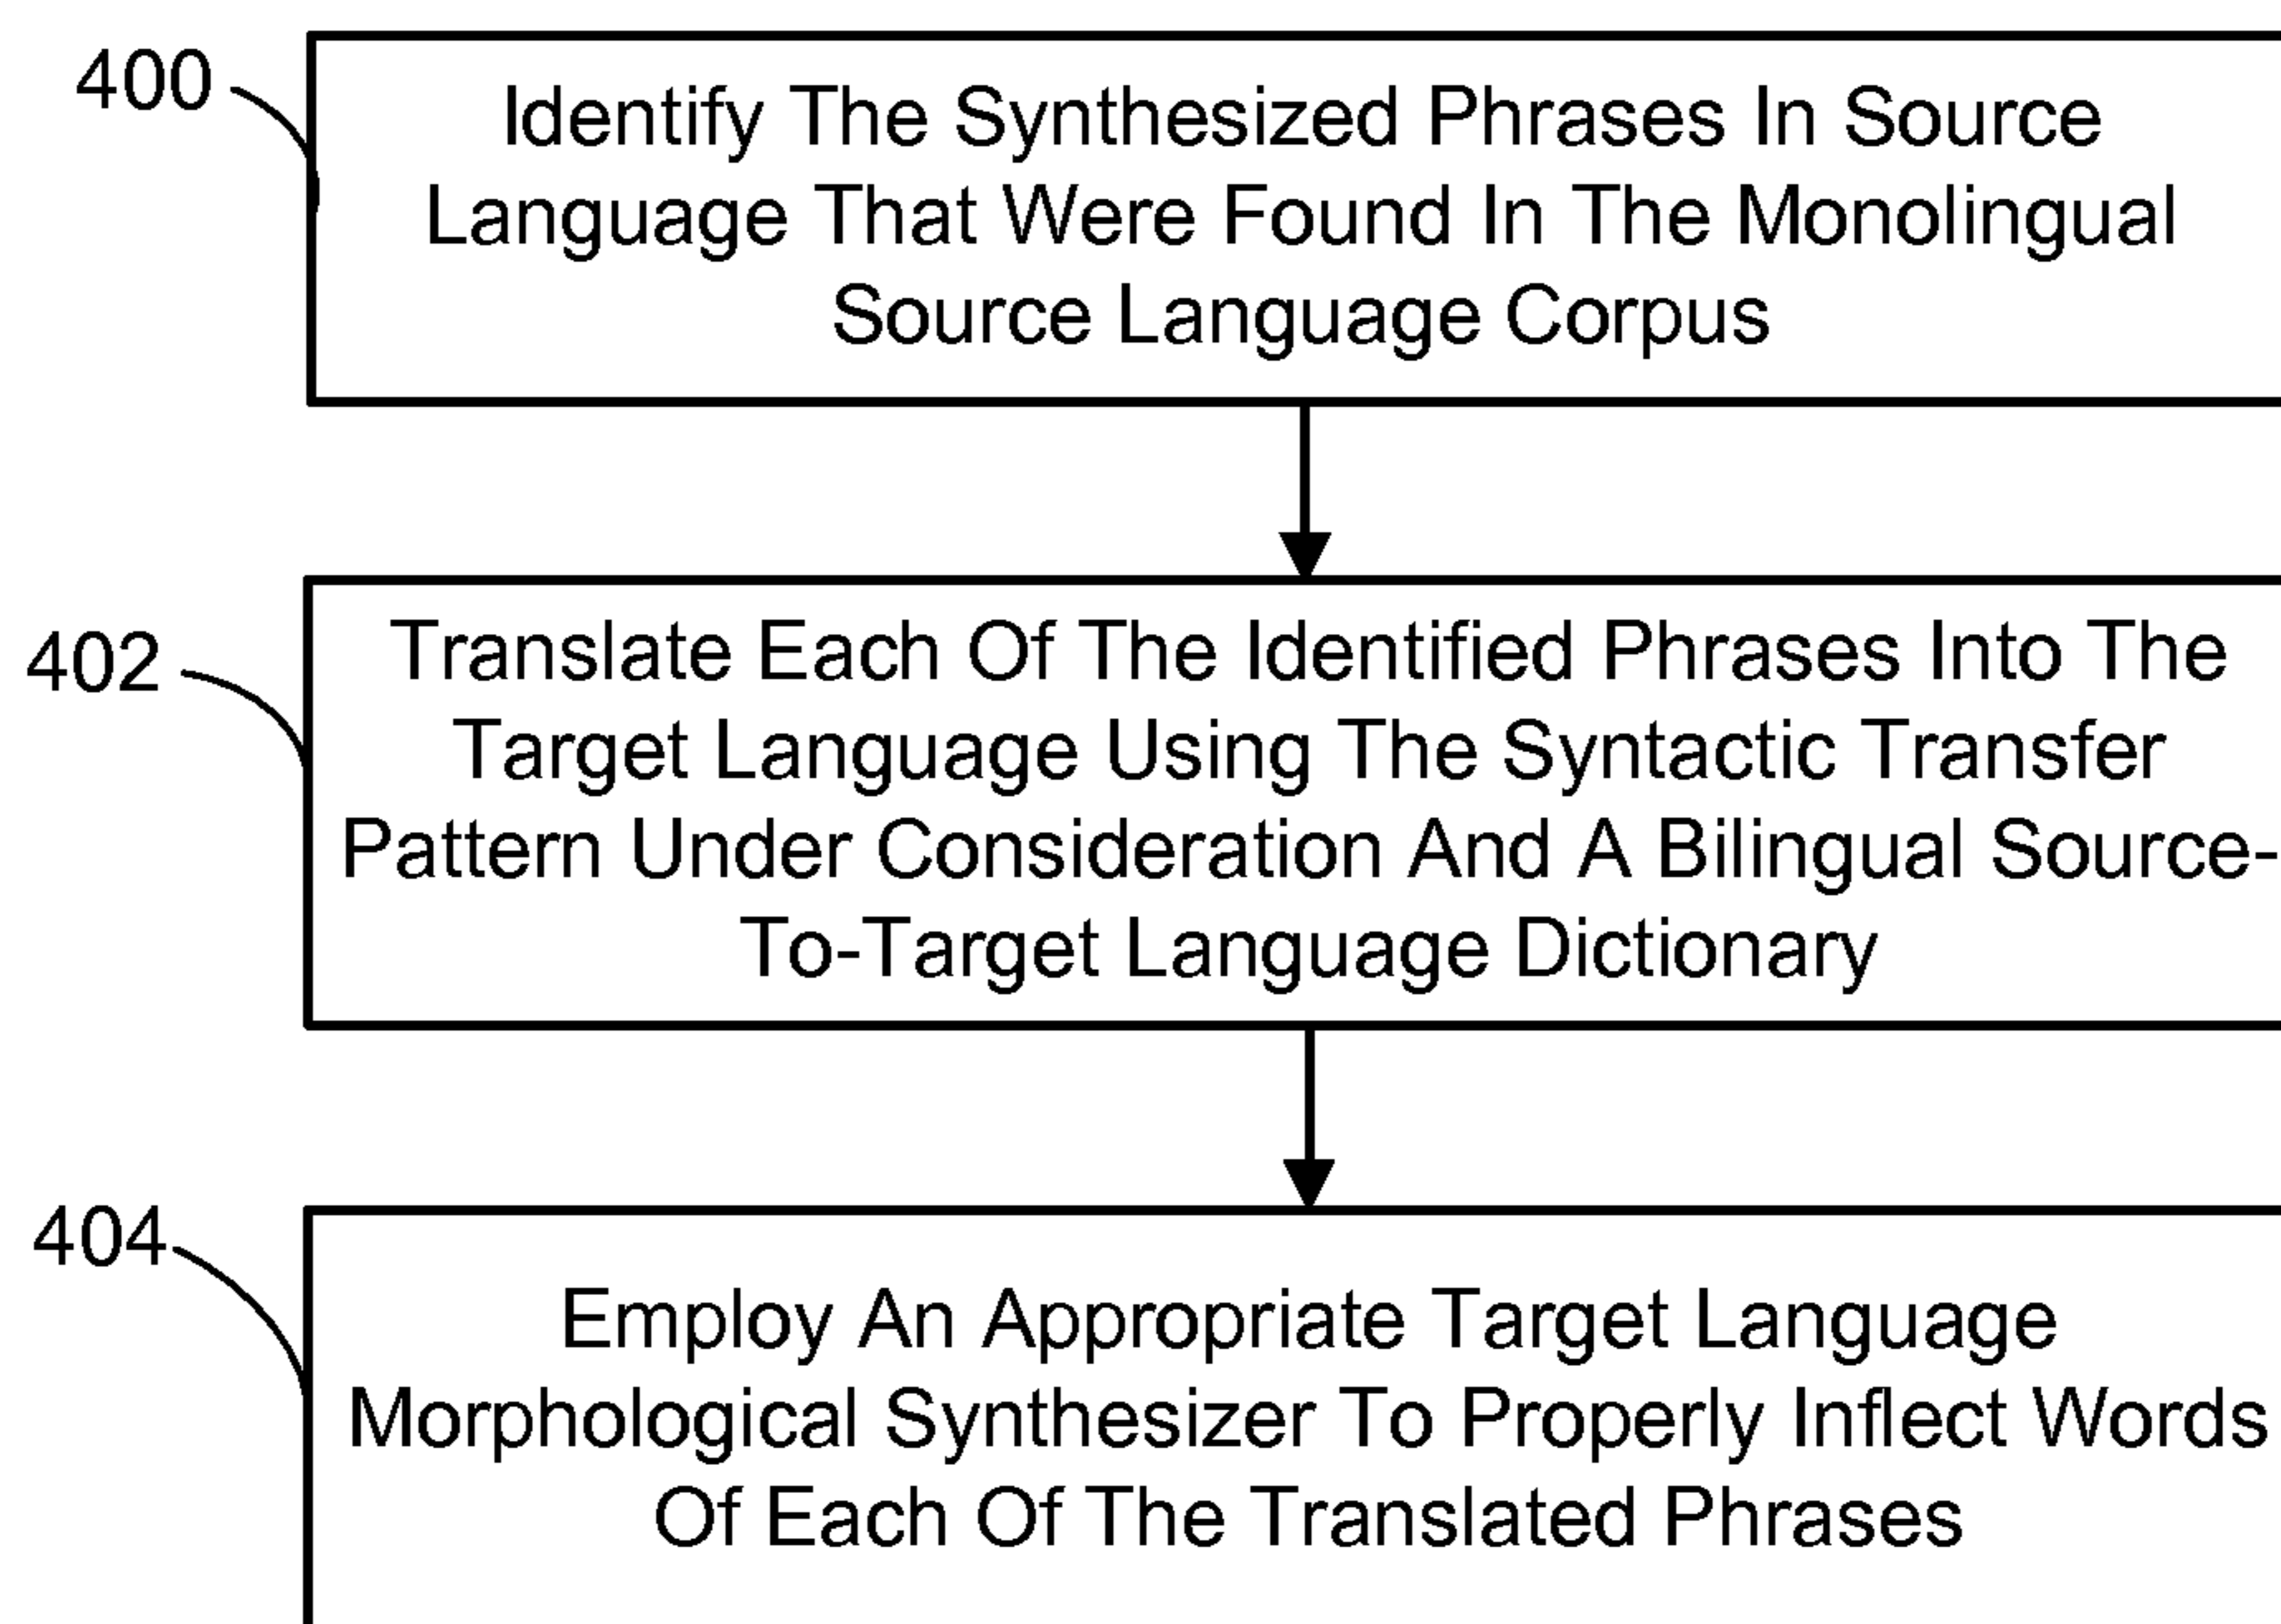 400
Identify The Synthesized Phrases In Source
Language That Were Found In The Monolingual
Source Language Corpus
402
Translate Each Of The Identified Phrases Into The
Target Language Using The Syntactic Transfer
Pattern Under Consideration And A Bilingual Source-
To-Target Language Dictionary
404
Employ An Appropriate Target Language
Morphological Synthesizer To Properly Inflect Words
Of Each Of The Translated Phrases